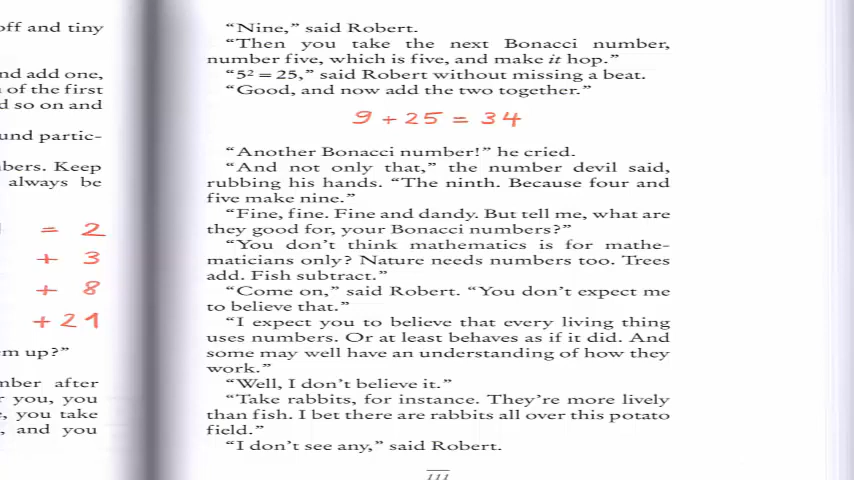 off and tiny
nd add one,
of the first
d so on and
und partic-
bers. Keep
always be
= 2
+ 3
+ 8
+ 21
m up?”
mber after
r you, you
e, you take
, and you
“Nine,” said Robert.
“Then you take the next Bonacci number,
number five, which is five, and make it hop.”
“5² = 25,” said Robert without missing a beat.
“Good, and now add the two together.”
9 + 25 = 34
“Another Bonacci number!” he cried.
“And not only that,” the number devil said,
rubbing his hands. “The ninth. Because four and
five make nine.”
“Fine, fine. Fine and dandy. But tell me, what are
they good for, your Bonacci numbers?”
“You don’t think mathematics is for mathe-
maticians only? Nature needs numbers too. Trees
add. Fish subtract.”
“Come on,” said Robert. “You don’t expect me
to believe that.”
“I expect you to believe that every living thing
uses numbers. Or at least behaves as if it did. And
some may well have an understanding of how they
work.”
“Well, I don’t believe it.”
“Take rabbits, for instance. They’re more lively
than fish. I bet there are rabbits all over this potato
field.”
“I don’t see any,” said Robert.
111